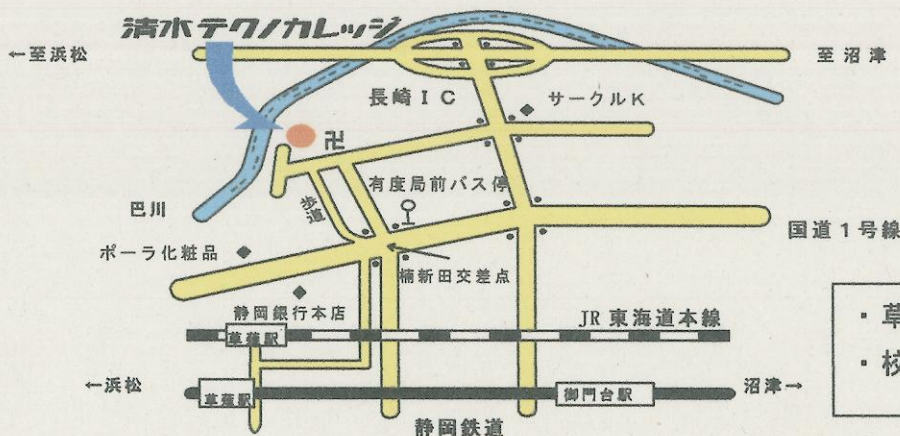 清水テクノカレッジ
←至浜松
至沼津
長崎IC
サークルK
卍
有度局前バス停
歩道
巴川
国道1号線
ポーラ化粧品
楠新田交差点
静岡銀行本店
JR東海道本線
草薙駅
←浜松
草薙駅
御門台駅
沼津→
静岡鉄道
・草
・校